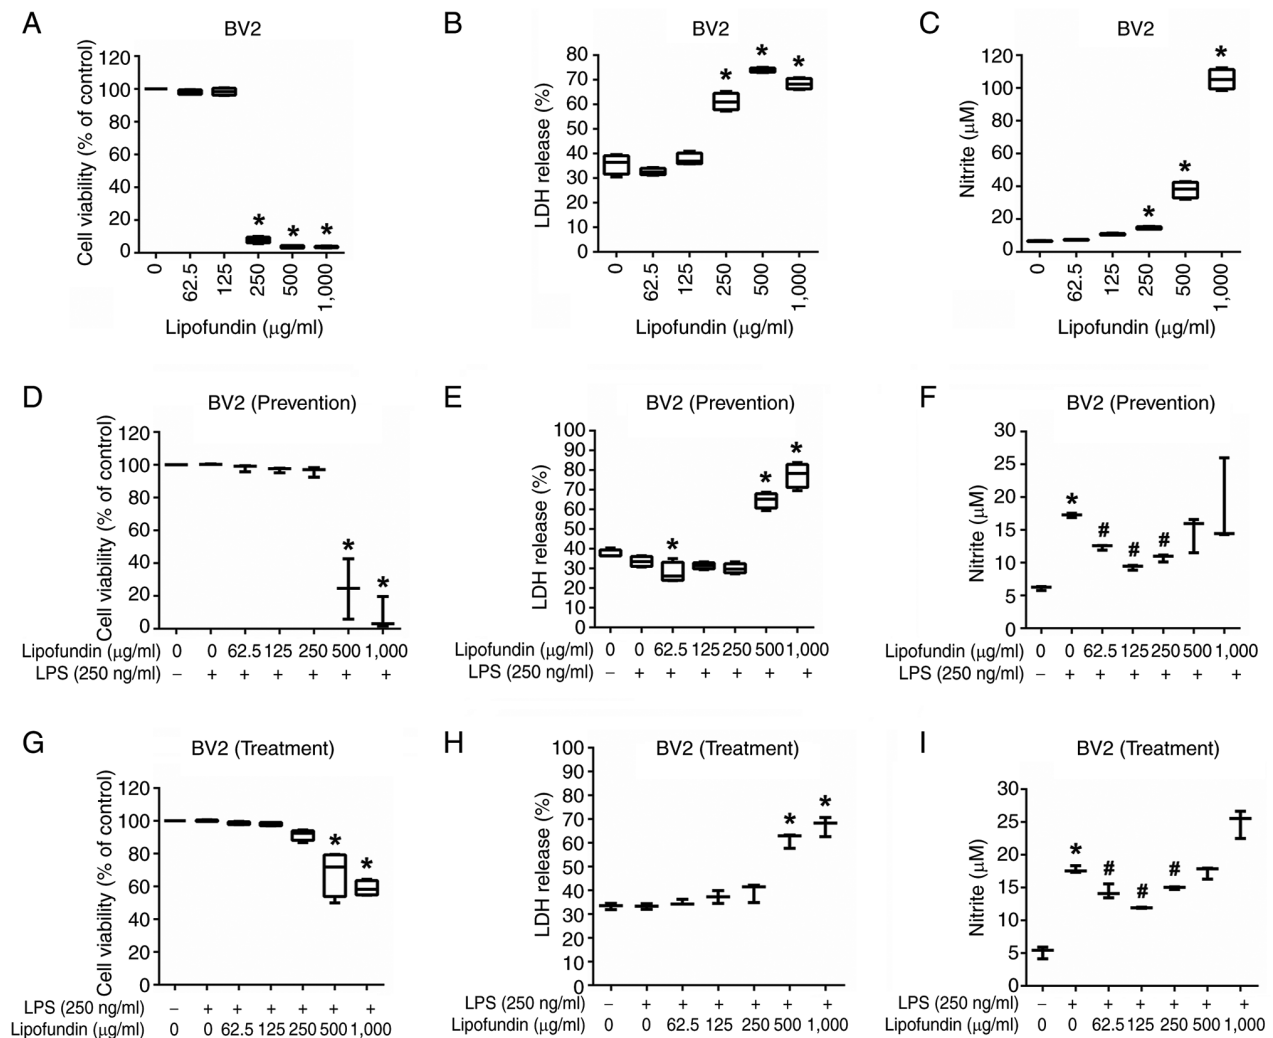 A
BV2
Cell viability (% of control)
120
100
80
60
40
20
0
* * *
0 62.5 125 250 500 1,000
Lipofundin (μg/ml)
B
BV2
LDH release (%)
80
70
60
50
40
30
20
10
0
* * *
0 62.5 125 250 500 1,000
Lipofundin (μg/ml)
C
BV2
Nitrite (μM)
120
100
80
60
40
20
0
* * *
0 62.5 125 250 500 1,000
Lipofundin (μg/ml)
D
BV2 (Prevention)
Cell viability (% of control)
120
100
80
60
40
20
0
* *
Lipofundin (μg/ml) 0 0 62.5 125 250 500 1,000
LPS (250 ng/ml) – + + + + + +
E
BV2 (Prevention)
LDH release (%)
100
90
80
70
60
50
40
30
20
10
0
* * *
Lipofundin (μg/ml) 0 0 62.5 125 250 500 1,000
LPS (250 ng/ml) – + + + + + +
F
BV2 (Prevention)
Nitrite (μM)
30
25
20
15
10
5
0
* # # #
Lipofundin (μg/ml) 0 0 62.5 125 250 500 1,000
LPS (250 ng/ml) – + + + + + +
G
BV2 (Treatment)
Cell viability (% of control)
120
100
80
60
40
20
0
* *
LPS (250 ng/ml) – + + + + + +
Lipofundin (μg/ml) 0 0 62.5 125 250 500 1,000
H
BV2 (Treatment)
LDH release (%)
100
90
80
70
60
50
40
30
20
10
0
* *
LPS (250 ng/ml) – + + + + + +
Lipofundin (μg/ml) 0 0 62.5 125 250 500 1,000
I
BV2 (Treatment)
Nitrite (μM)
30
25
20
15
10
5
0
* # # #
LPS (250 ng/ml) – + + + + + +
Lipofundin (μg/ml) 0 0 62.5 125 250 500 1,000